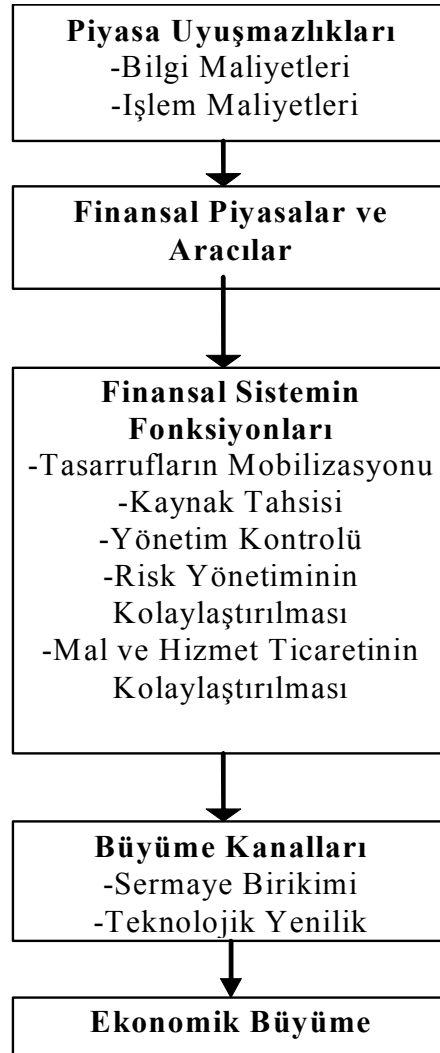 Piyasa Uyuşmazlıkları
-Bilgi Maliyetleri
-Işlem Maliyetleri
Finansal Piyasalar ve
Aracılar
Finansal Sistemin
Fonksiyonları
-Tasarrufların Mobilizasyonu
-Kaynak Tahsisi
-Yönetim Kontrolü
-Risk Yönetiminin
Kolaylaştırılması
-Mal ve Hizmet Ticaretinin
Kolaylaştırılması
Büyüme Kanalları
-Sermaye Birikimi
-Teknolojik Yenilik
Ekonomik Büyüme